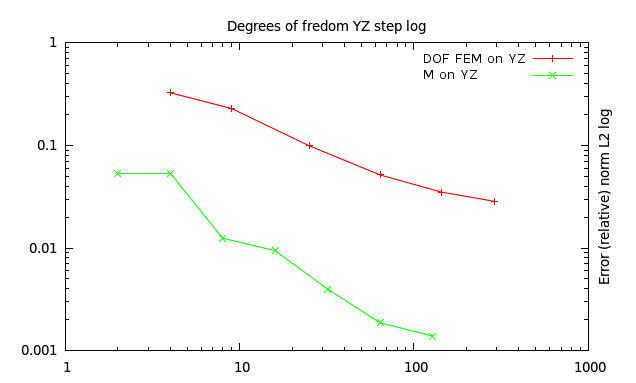 Degrees of fredom YZ step log
DOF FEM on YZ
M on YZ
1
0.1
0.01
0.001
1
10
100
1000
Error (relative) norm L2 log